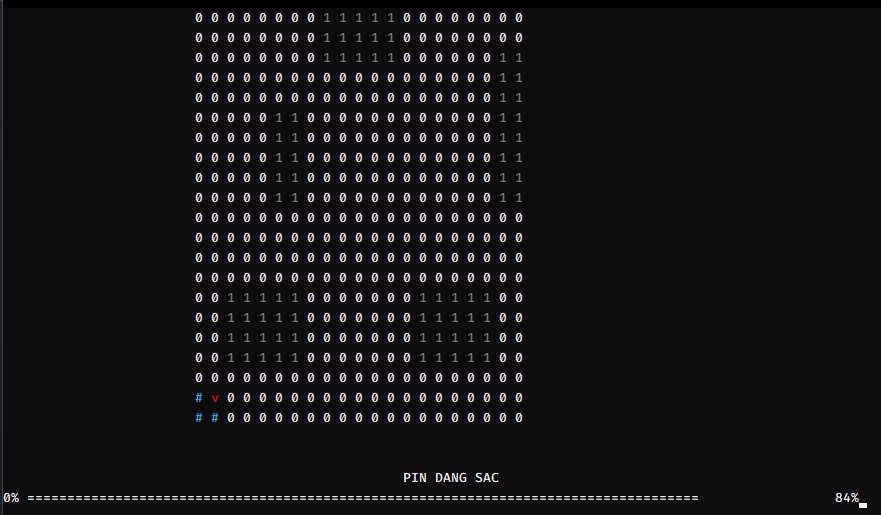 0 0 0 0 0 0 0 0 1 1 1 1 1 0 0 0 0 0 0 0 0
0 0 0 0 0 0 0 0 1 1 1 1 1 0 0 0 0 0 0 0 0
0 0 0 0 0 0 0 0 1 1 1 1 1 0 0 0 0 0 0 1 1
0 0 0 0 0 0 0 0 0 0 0 0 0 0 0 0 0 0 0 1 1
0 0 0 0 0 0 0 0 0 0 0 0 0 0 0 0 0 0 0 1 1
0 0 0 0 0 1 1 0 0 0 0 0 0 0 0 0 0 0 0 1 1
0 0 0 0 0 1 1 0 0 0 0 0 0 0 0 0 0 0 0 1 1
0 0 0 0 0 1 1 0 0 0 0 0 0 0 0 0 0 0 0 1 1
0 0 0 0 0 1 1 0 0 0 0 0 0 0 0 0 0 0 0 1 1
0 0 0 0 0 1 1 0 0 0 0 0 0 0 0 0 0 0 0 1 1
0 0 0 0 0 0 0 0 0 0 0 0 0 0 0 0 0 0 0 0 0
0 0 0 0 0 0 0 0 0 0 0 0 0 0 0 0 0 0 0 0 0
0 0 0 0 0 0 0 0 0 0 0 0 0 0 0 0 0 0 0 0 0
0 0 0 0 0 0 0 0 0 0 0 0 0 0 0 0 0 0 0 0 0
0 0 1 1 1 1 1 0 0 0 0 0 0 0 1 1 1 1 1 0 0
0 0 1 1 1 1 1 0 0 0 0 0 0 0 1 1 1 1 1 0 0
0 0 1 1 1 1 1 0 0 0 0 0 0 0 1 1 1 1 1 0 0
0 0 1 1 1 1 1 0 0 0 0 0 0 0 1 1 1 1 1 0 0
0 0 0 0 0 0 0 0 0 0 0 0 0 0 0 0 0 0 0 0 0
# v 0 0 0 0 0 0 0 0 0 0 0 0 0 0 0 0 0 0 0
# # 0 0 0 0 0 0 0 0 0 0 0 0 0 0 0 0 0 0 0
PIN DANG SAC
0% ==================================================================================== 84%